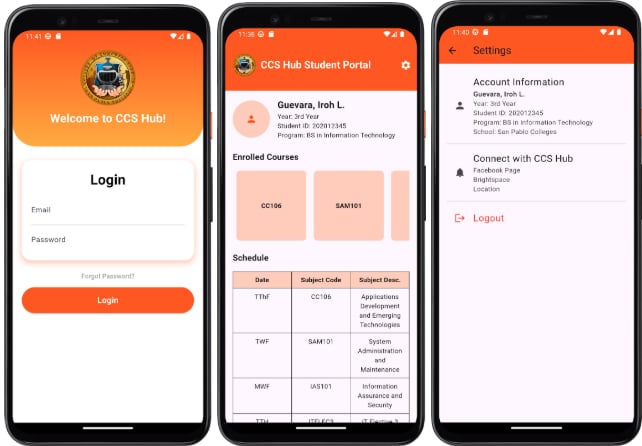 11:41
Welcome to CCS Hub!
Login
Email
Password
Forgot Password?
Login
11:38
CCS Hub Student Portal
Guevara, Iroh L.
Year: 3rd Year
Student ID: 202012345
Program: BS in Information Technology
Enrolled Courses
CC106
SAM101
Schedule
Date Subject Code Subject Desc.
TThF CC106 Applications
Development
and Emerging
Technologies
TWF SAM101 System
Administration
and
Maintenance
MWF IAS101 Information
Assurance and
Security
TTH ITELEC3 IT Elective 3
11:40
Settings
Account Information
Guevara, Iroh L.
Year: 3rd Year
Student ID: 202012345
Program: BS in Information Technology
School: San Pablo Colleges
Connect with CCS Hub
Facebook Page
Brightspace
Location
Logout